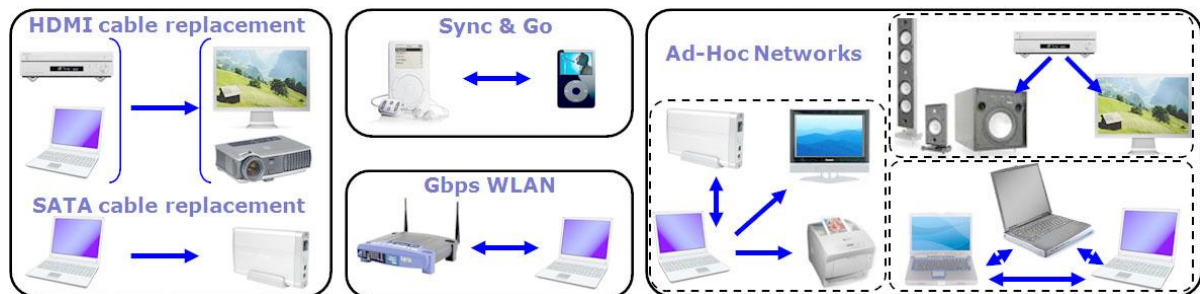 HDMI cable replacement
SATA cable replacement
Sync & Go
Gbps WLAN
Ad-Hoc Networks